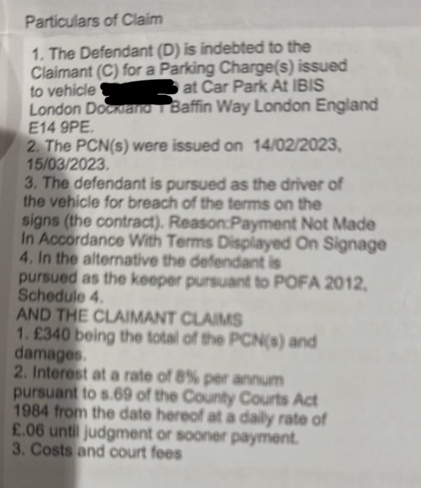 Particulars of Claim
1. The Defendant (D) is indebted to the
Claimant (C) for a Parking Charge(s) issued
to vehicle at Car Park At IBIS
London Dockland 1 Baffin Way London England
E14 9PE.
2. The PCN(s) were issued on 14/02/2023,
15/03/2023.
3. The defendant is pursued as the driver of
the vehicle for breach of the terms on the
signs (the contract). Reason:Payment Not Made
In Accordance With Terms Displayed On Signage
4. In the alternative the defendant is
pursued as the keeper pursuant to POFA 2012,
Schedule 4.
AND THE CLAIMANT CLAIMS
1. £340 being the total of the PCN(s) and
damages.
2. Interest at a rate of 8% per annum
pursuant to s.69 of the County Courts Act
1984 from the date hereof at a daily rate of
£.06 until judgment or sooner payment.
3. Costs and court fees